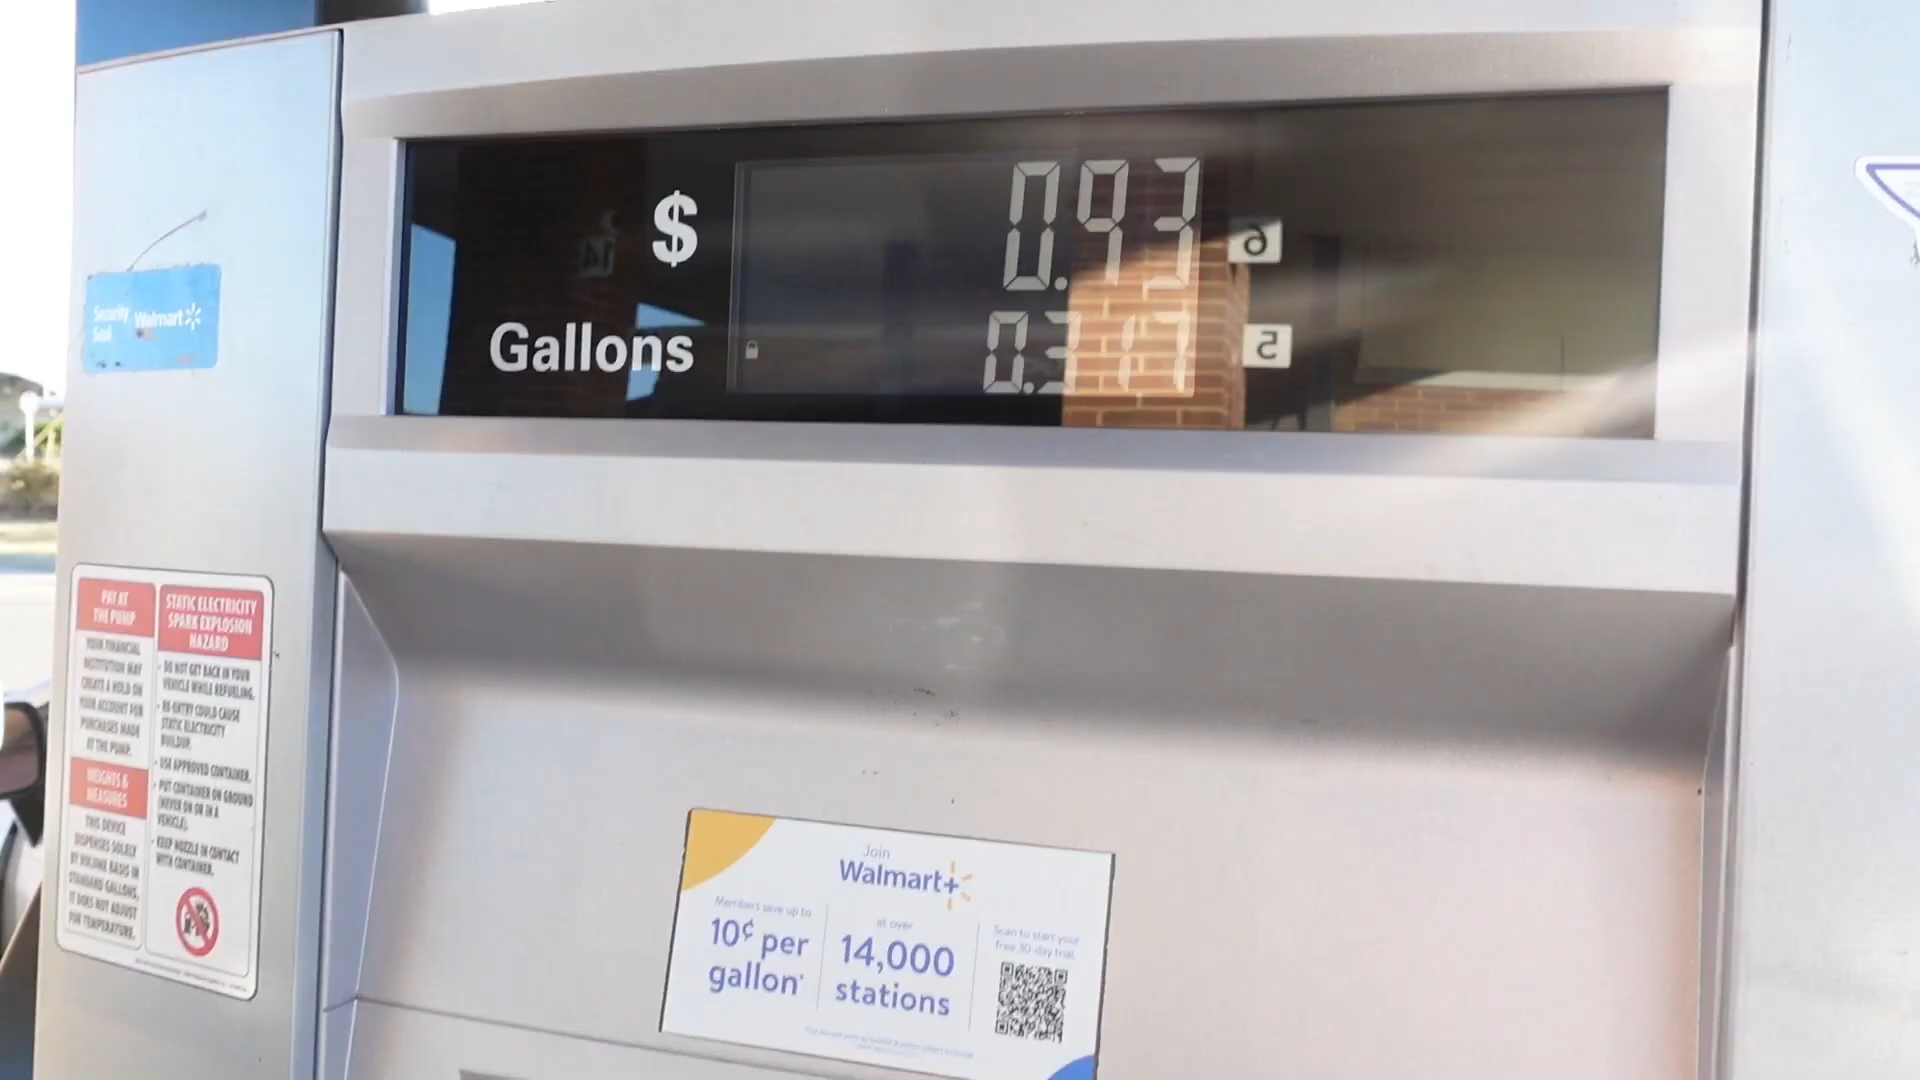 $ 0.93
Gallons 0.317
14
6
5
Security
Seal
Walmart
PAY AT
THE PUMP
YOUR FINANCIAL
INSTITUTION MAY
CREATE A HOLD ON
YOUR ACCOUNT FOR
PURCHASES MADE
AT THE PUMP.
WEIGHTS &
MEASURES
THIS DEVICE
DISPENSES SOLELY
BY VOLUME BASIS IN
STANDARD GALLONS,
IT DOES NOT ADJUST
FOR TEMPERATURE.
STATIC ELECTRICITY
SPARK EXPLOSION
HAZARD
• DO NOT GET BACK IN YOUR
VEHICLE WHILE REFUELING.
• RE-ENTRY COULD CAUSE
STATIC ELECTRICITY
BUILDUP.
• USE APPROVED CONTAINER.
• PUT CONTAINER ON GROUND
(NEVER ON OR IN A
VEHICLE).
• KEEP NOZZLE IN CONTACT
WITH CONTAINER.
Join
Walmart+
Members save up to
10¢ per
gallon*
at over
14,000
stations
Scan to start your
free 30-day trial.